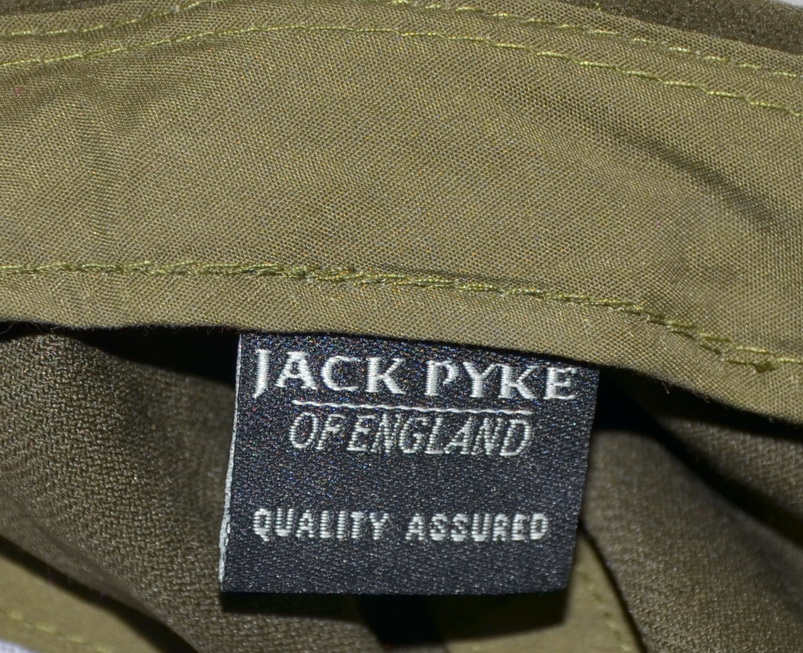 JACK PYKE
OF ENGLAND
QUALITY ASSURED